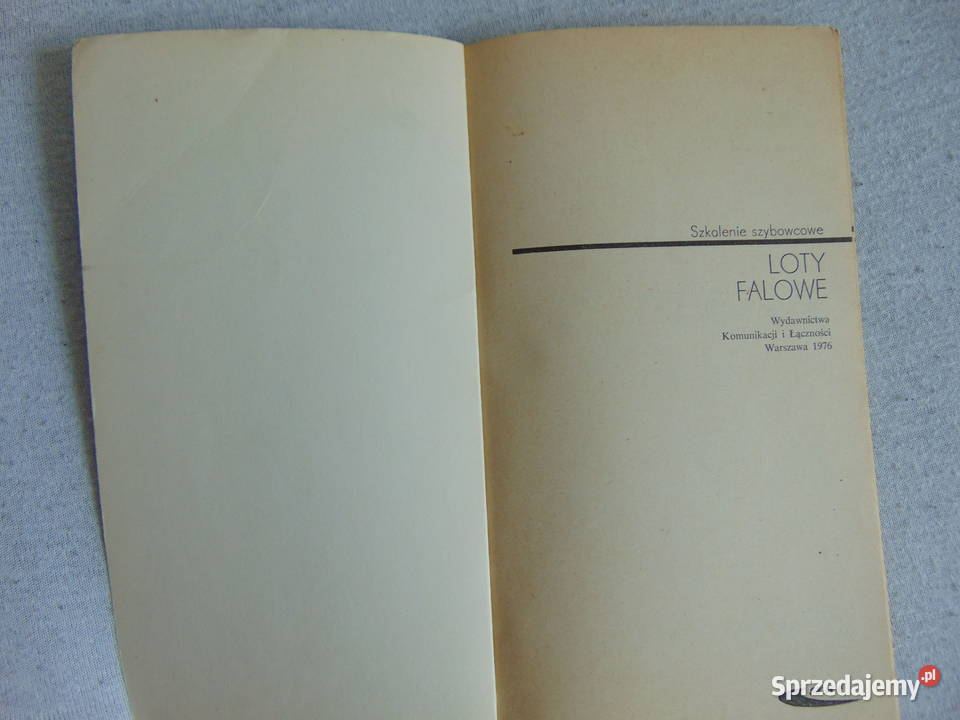 Szkolenie szybowcowe
LOTY
FALOWE
Wydawnictwa
Komunikacji i Łączności
Warszawa 1976
Sprzedajemy.pl